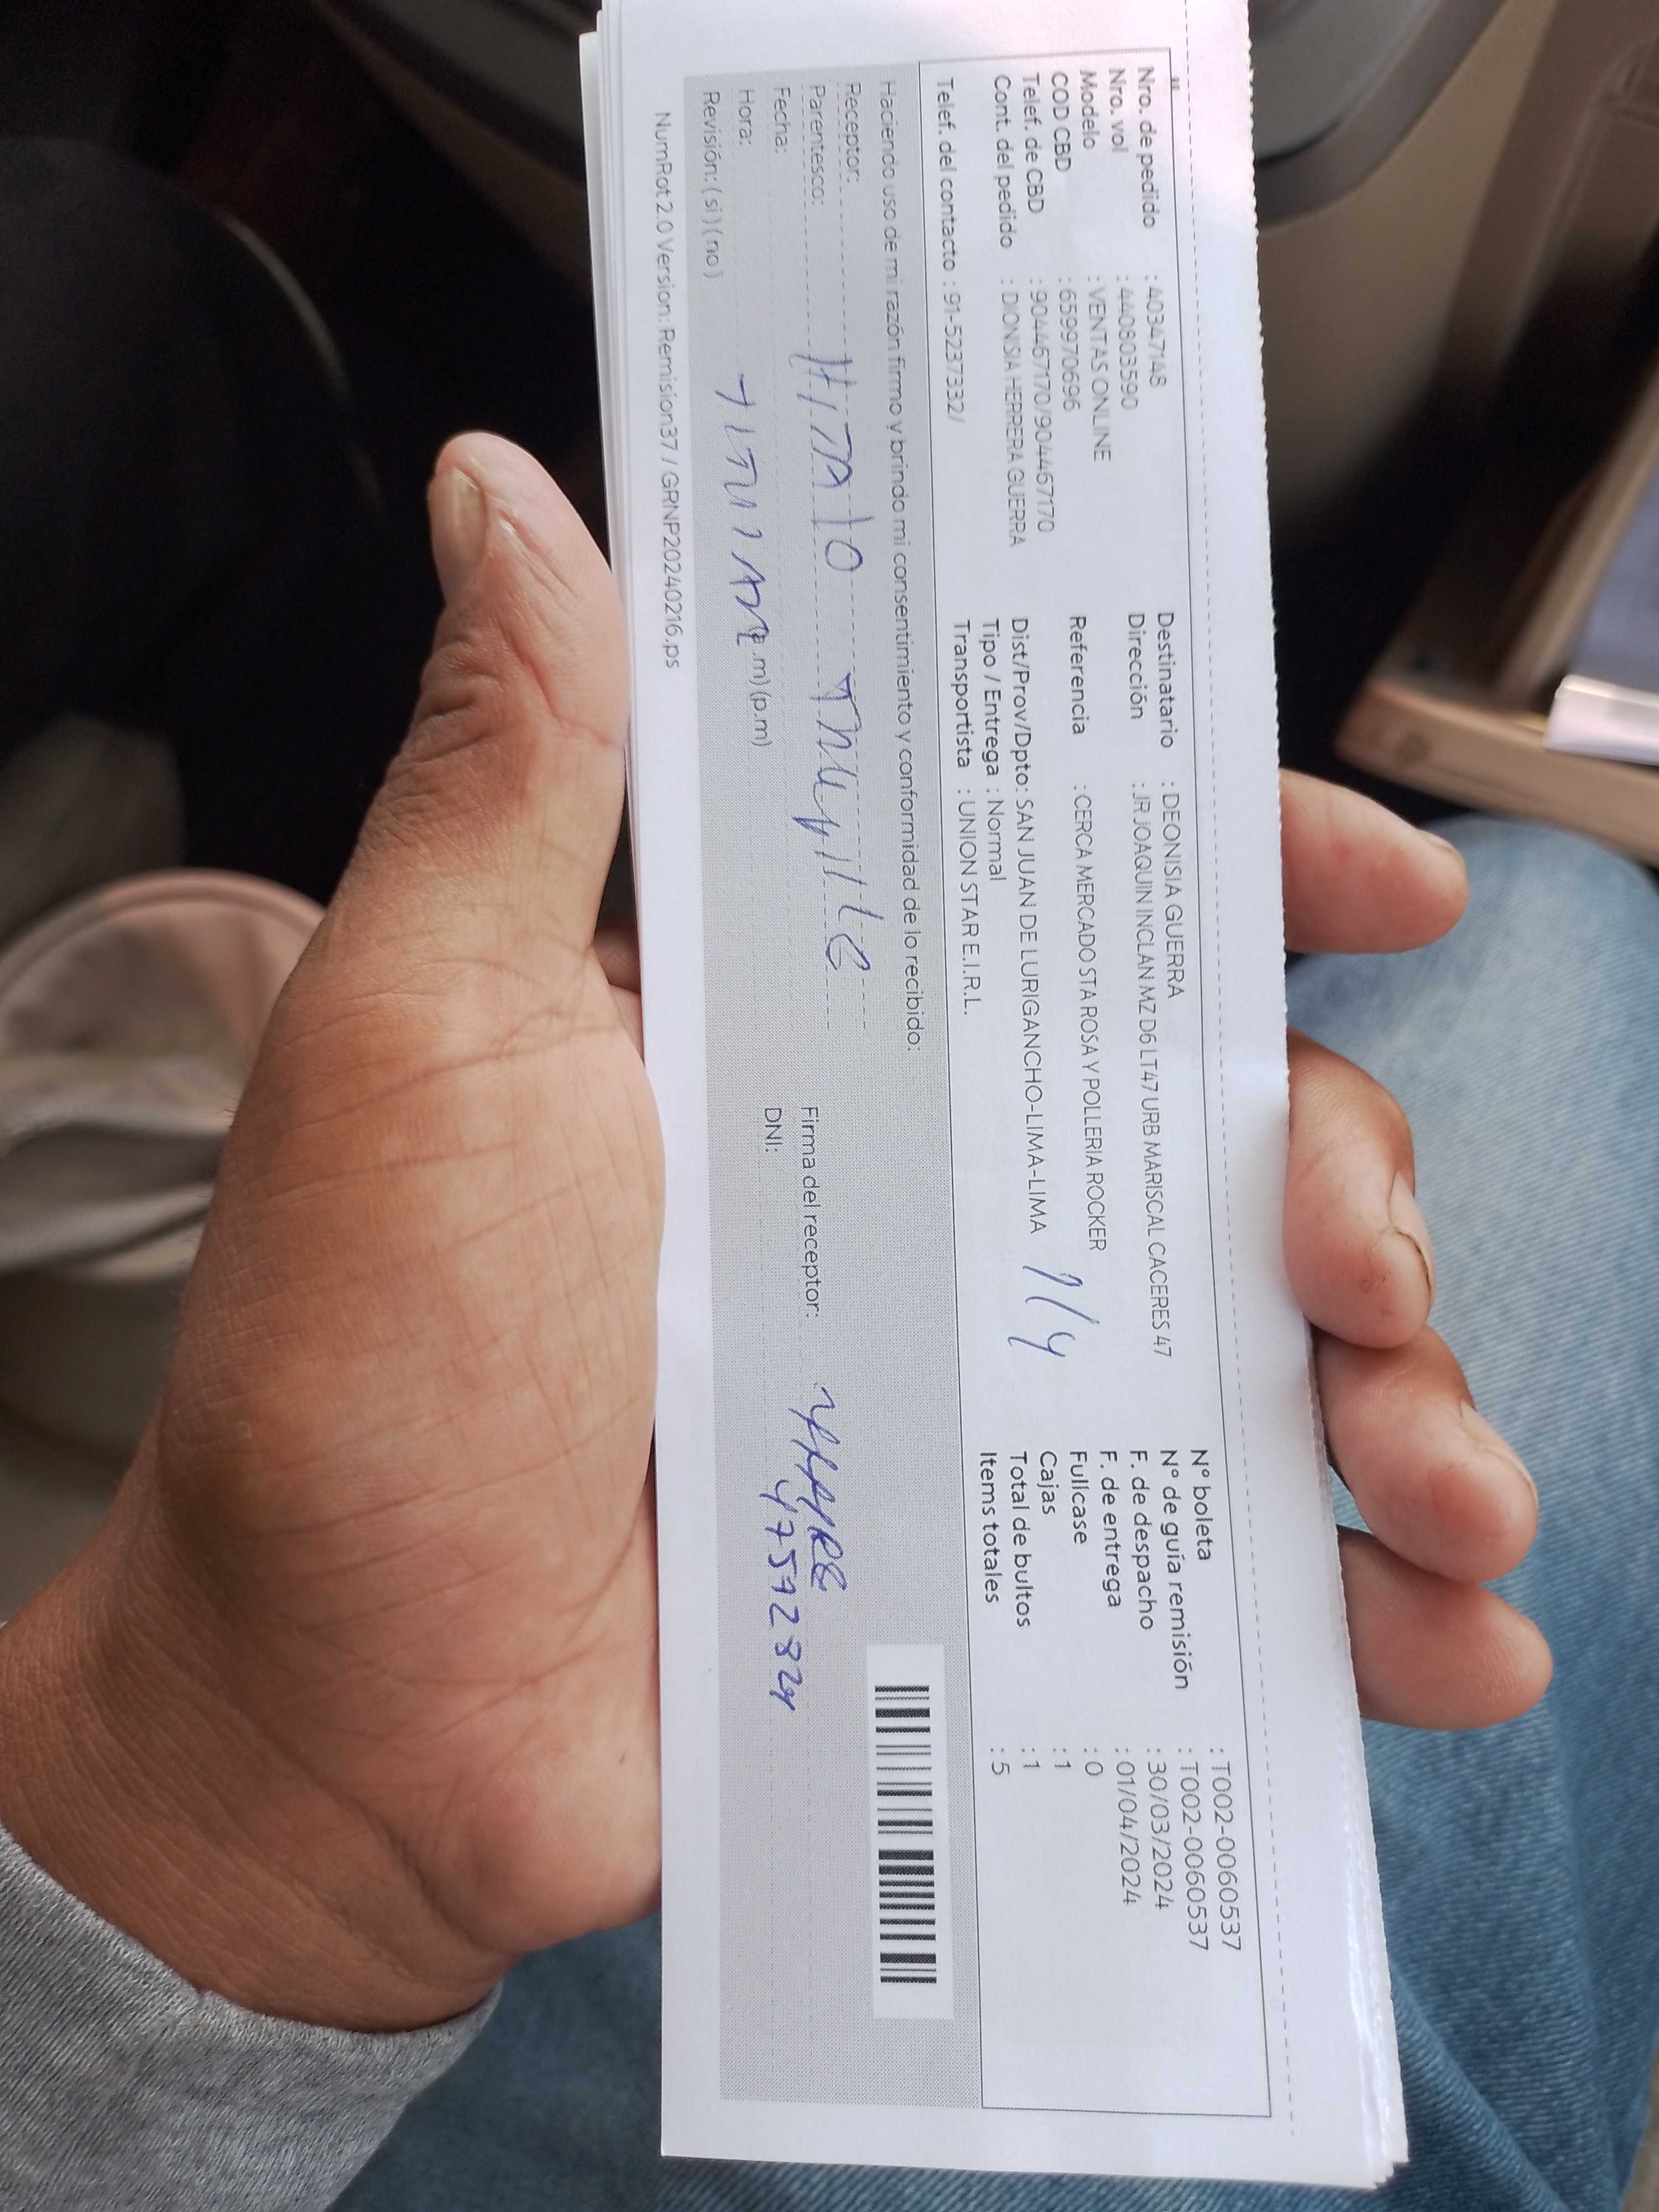 Nro. de pedido : 40347148
Nro. vol : 440803590
Modelo : VENTAS ONLINE
COD CBD : 659970696
Telef. de CBD : 904467170/904467170
Cont. del pedido : DIONISIA HERRERA GUERRA
Telef. del contacto : 91-5237332/
Destinatario : DEONISIA GUERRA
Dirección : JR JOAQUIN INCLAN MZ D6 LT47 URB MARISCAL CACERES 47
Referencia : CERCA MERCADO STA ROSA Y POLLERIA ROCKER
Dist/Prov/Dpto: SAN JUAN DE LURIGANCHO-LIMA-LIMA
Tipo / Entrega : Normal
Transportista : UNION STAR E.I.R.L.
1/4
N° boleta : T002-0060537
N° de guía remisión : T002-0060537
F. de despacho : 30/03/2024
F. de entrega : 01/04/2024
Fullcase : 0
Cajas : 1
Total de bultos : 1
Items totales : 5
Haciendo uso de mi razón firmo y brindo mi consentimiento y conformidad de lo recibido:
Receptor:
Parentesco:
Fecha:
Hora: .m) (p.m)
Revisión: ( si ) ( no )
Firma del receptor:
DNI:
NumRot 2.0 Version: Remision37 / GRNP20240216.ps